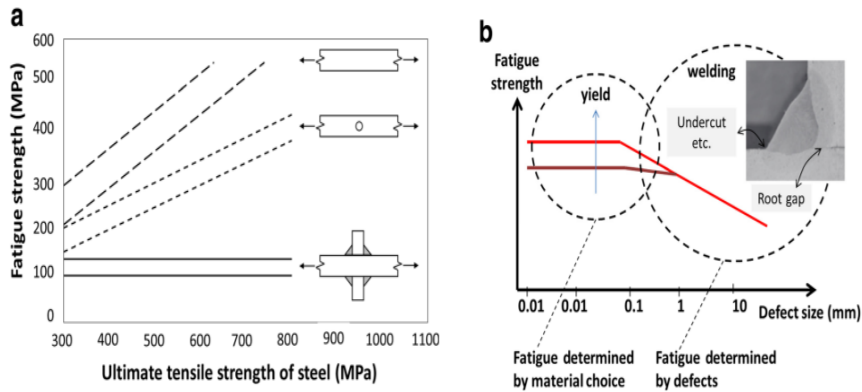 a
600
500
400
300
200
100
0
Fatigue strength (MPa)
300 400 500 600 700 800 900 1000 1100
Ultimate tensile strength of steel (MPa)
b
Fatigue
strength
yield
welding
Undercut
etc.
Root gap
0.01 0.01 0.1 1 10 Defect size (mm)
Fatigue determined
by material choice
Fatigue determined
by defects